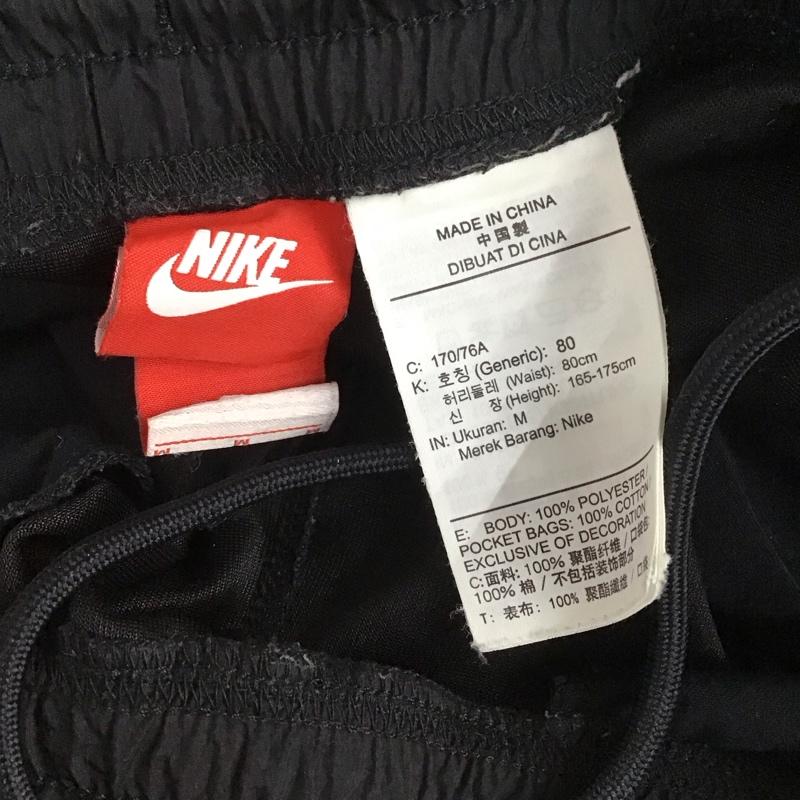 NIKE
MADE IN CHINA
中国製
DIBUAT DI CINA
C: 170/76A
K: 호칭 (Generic): 80
허리둘레 (Waist): 80cm
신 장 (Height): 165-175cm
IN: Ukuran: M
Merek Barang: Nike
E: BODY: 100% POLYESTER/
POCKET BAGS: 100% COTTON/
EXCLUSIVE OF DECORATION
C:面料: 100% 聚酯纤维 / 口袋布:
100% 棉 / 不包括装饰部分
T: 表布: 100% 聚酯纖維 / 口袋